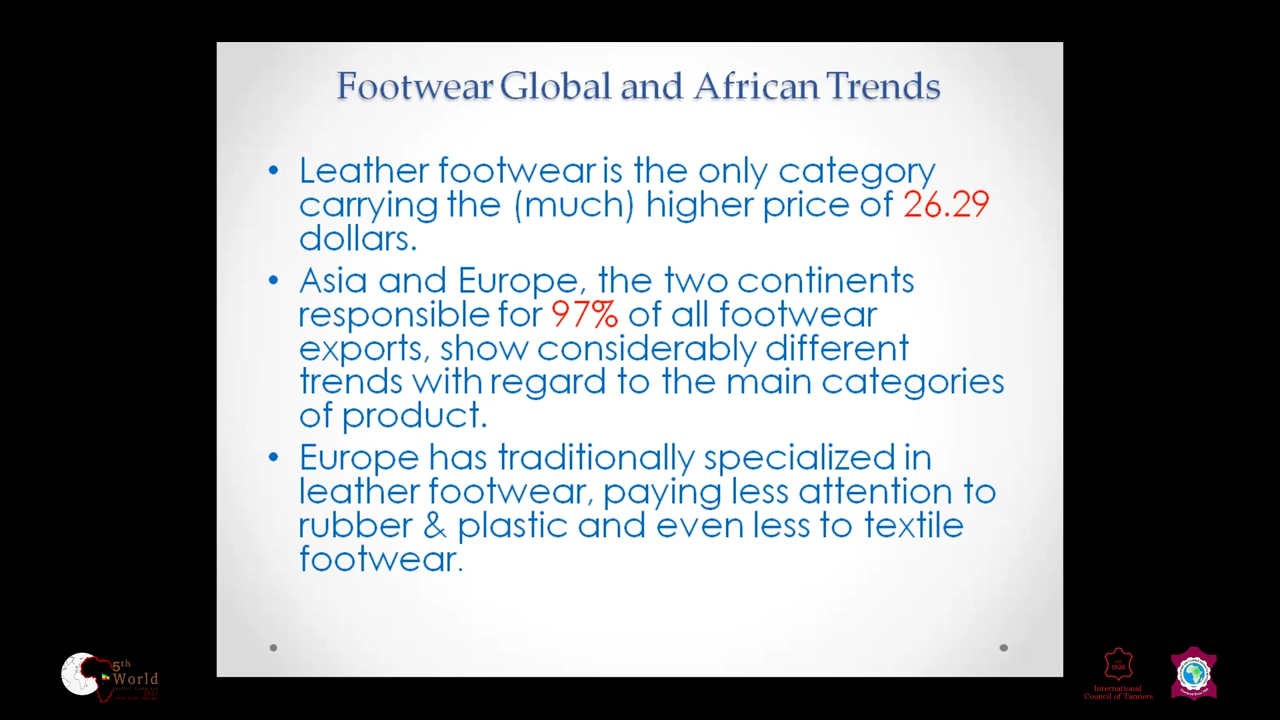 Footwear Global and African Trends
• Leather footwear is the only category
carrying the (much) higher price of 26.29
dollars.
• Asia and Europe, the two continents
responsible for 97% of all footwear
exports, show considerably different
trends with regard to the main categories
of product.
• Europe has traditionally specialized in
leather footwear, paying less attention to
rubber & plastic and even less to textile
footwear.
5th
World
1926
International
Council of Tanners